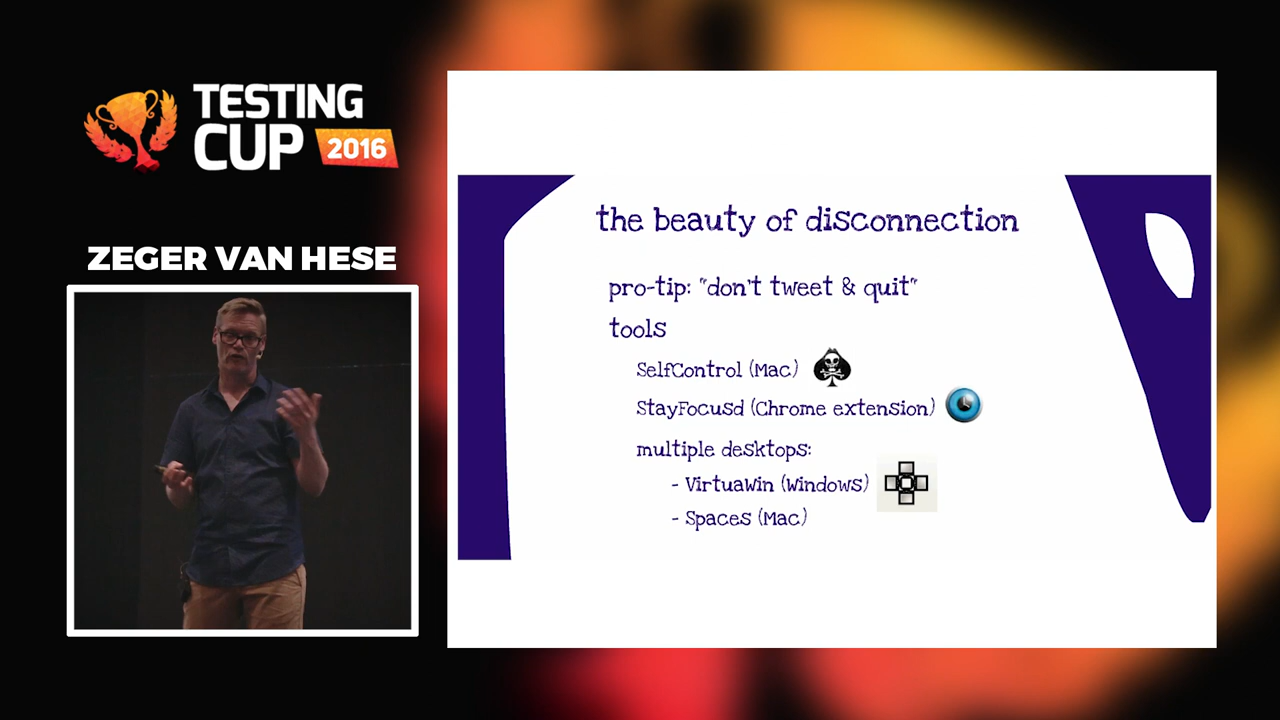 TESTING
CUP 2016
ZEGER VAN HESE
the beauty of disconnection
pro-tip: "don't tweet & quit"
tools
SelfControl (Mac)
StayFocusd (Chrome extension)
multiple desktops:
- VirtuaWin (Windows)
- Spaces (Mac)